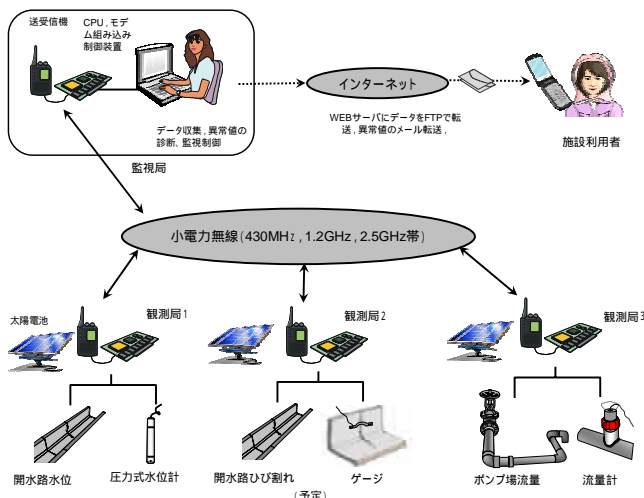 送受信機
CPU,モデ
ム組み込み
制御装置
データ収集,異常値の
診断、監視制御
監視局
インターネット
WEBサーバにデータをFTPで転
送,異常値のメール転送,
施設利用者
小電力無線(430MHz,1.2GHz,2.5GHz帯)
太陽電池
観測局1
観測局2
観測局3
開水路水位
圧力式水位計
開水路ひび割れ
(予定)
ゲージ
ポンプ場流量
流量計